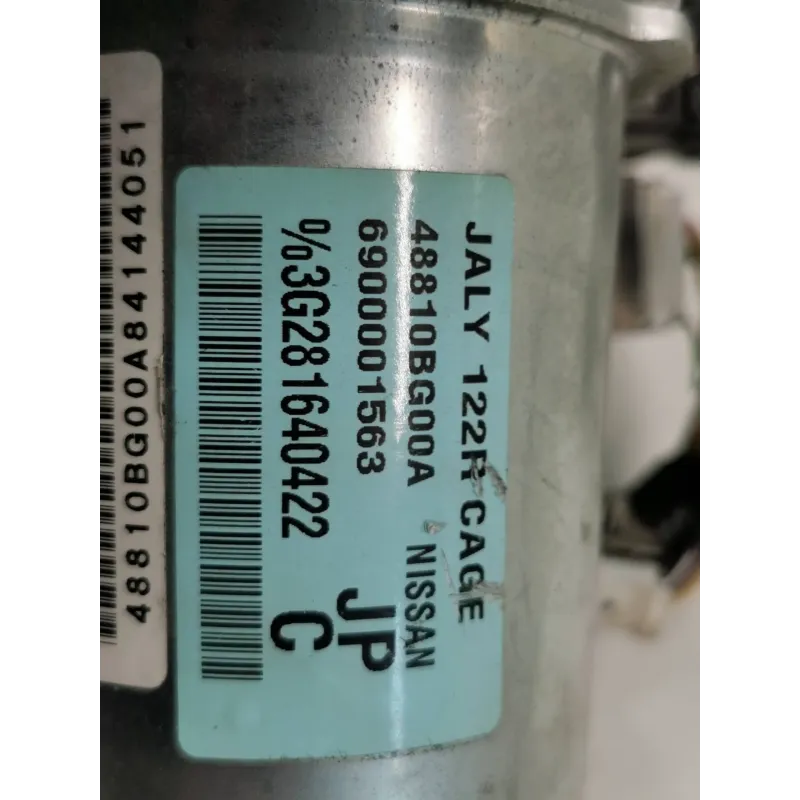 JALY 122R CAGE
48810BG00A NISSAN
6900001563 JP
%3G281640422 C
48810BG00A84144051